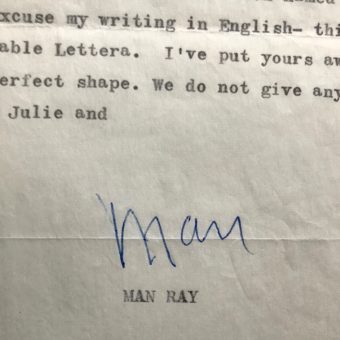 xcuse my writing in English- thi
able Lettera.  I've put yours aw
erfect shape. We do not give any
Julie and
Man
MAN RAY